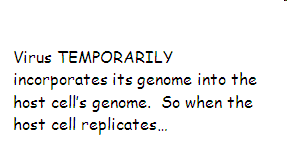 Virus TEMPORARILY
incorporates its genome into the
host cell's genome.  So when the
host cell replicates…